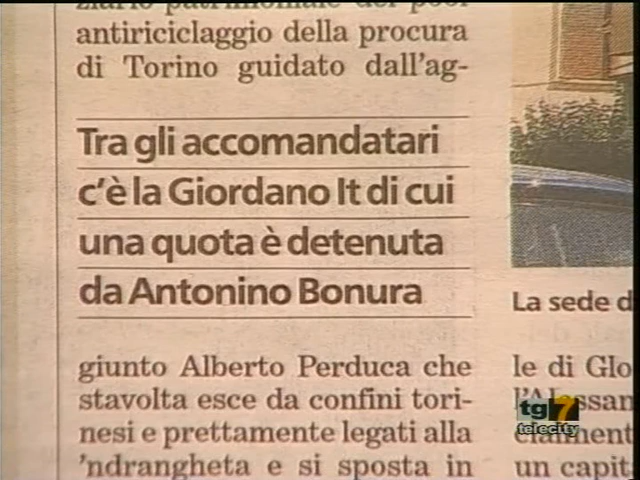 antiriciclaggio della procura
di Torino guidato dall'ag-
Tra gli accomandatari
c'è la Giordano It di cui
una quota è detenuta
da Antonino Bonura
giunto Alberto Perduca che
stavolta esce da confini tori-
nesi e prettamente legati alla
'ndrangheta e si sposta in
La sede d
le di Glo
un capit
tg7
telecity